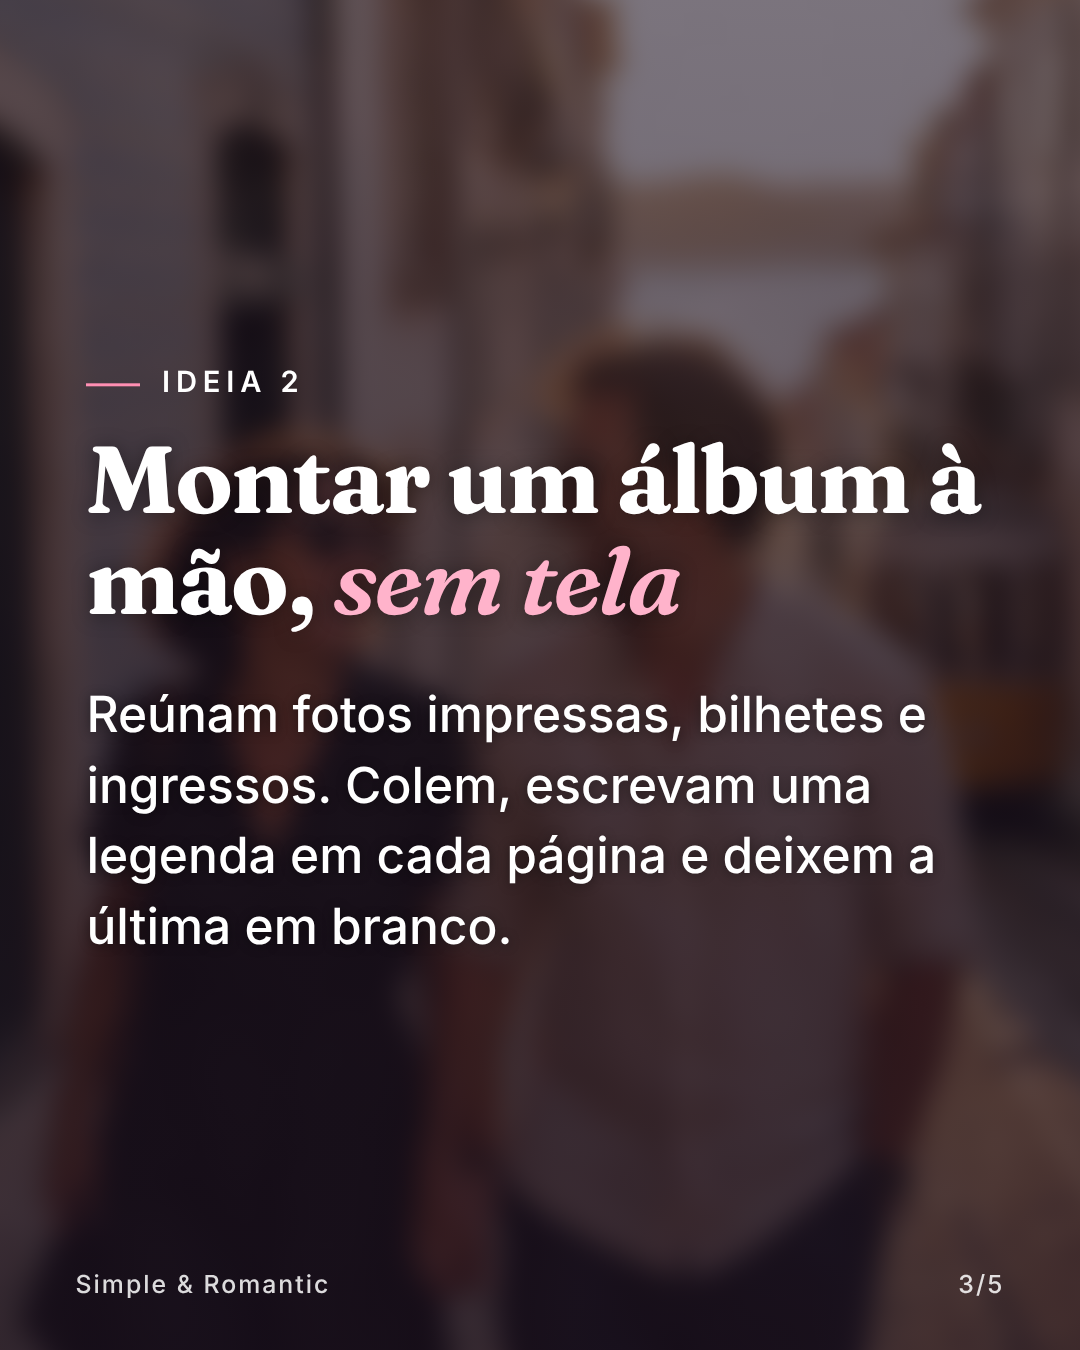 IDEIA 2
Montar um álbum à
mão, sem tela
Reúnam fotos impressas, bilhetes e
ingressos. Colem, escrevam uma
legenda em cada página e deixem a
última em branco.
Simple & Romantic
3/5